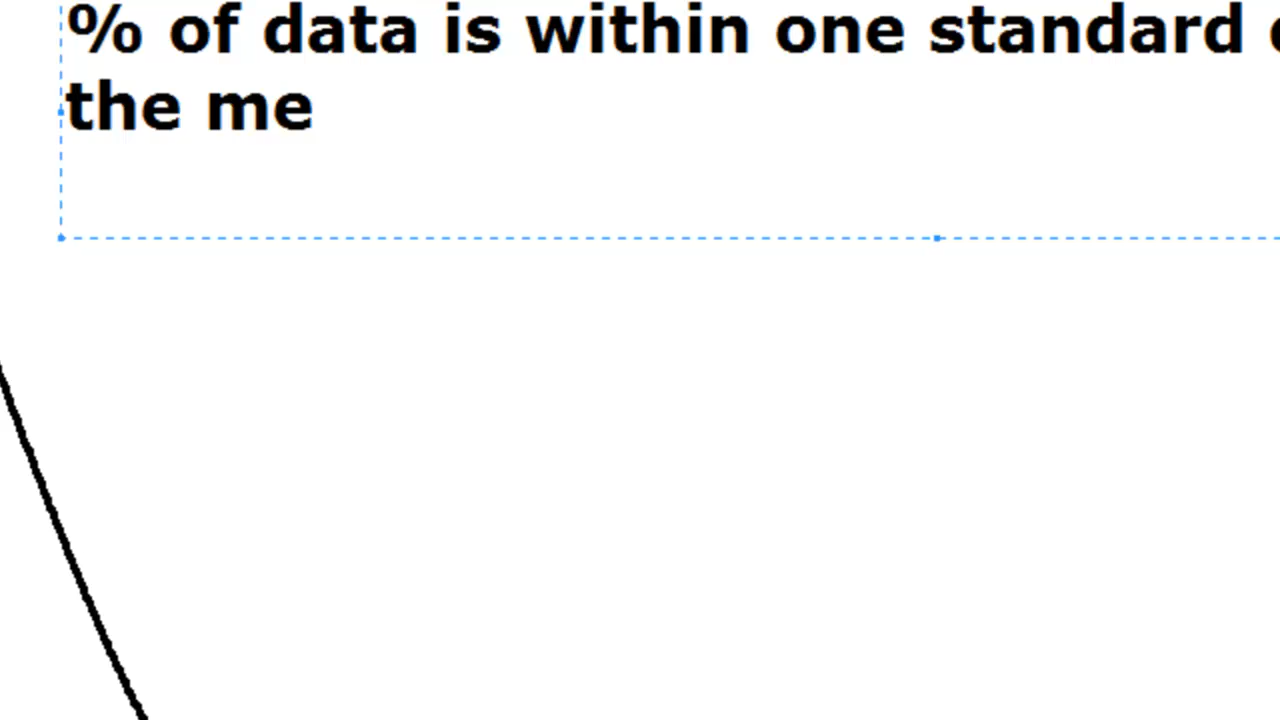 % of data is within one standard
the me